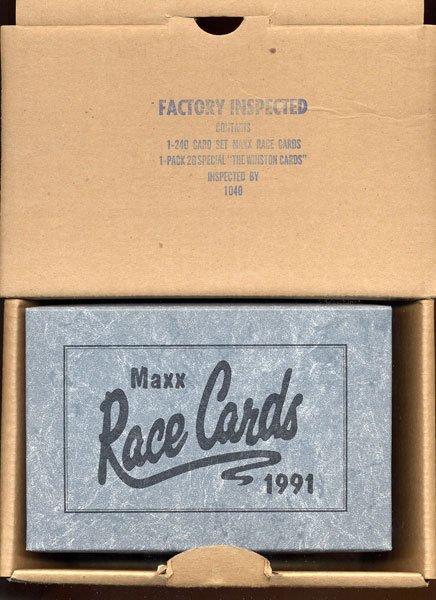 FACTORY INSPECTED
CONTAINS
1-240 CARD SET MAXX RACE CARDS
1-PACK 20 SPECIAL "THE WINSTON CARDS"
INSPECTED BY
1040
Maxx
Race Cards
1991